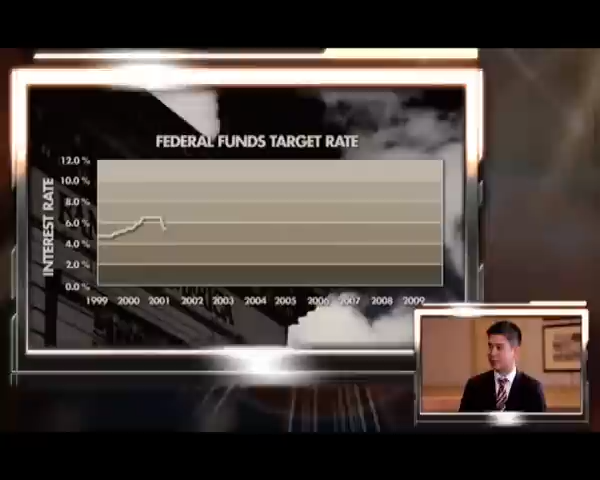 FEDERAL FUNDS TARGET RATE
INTEREST RATE
12.0 %
10.0 %
8.0 %
6.0 %
4.0 %
2.0 %
0.0 %
1999 2000 2001 2002 2003 2004 2005 2006 2007 2008 2009